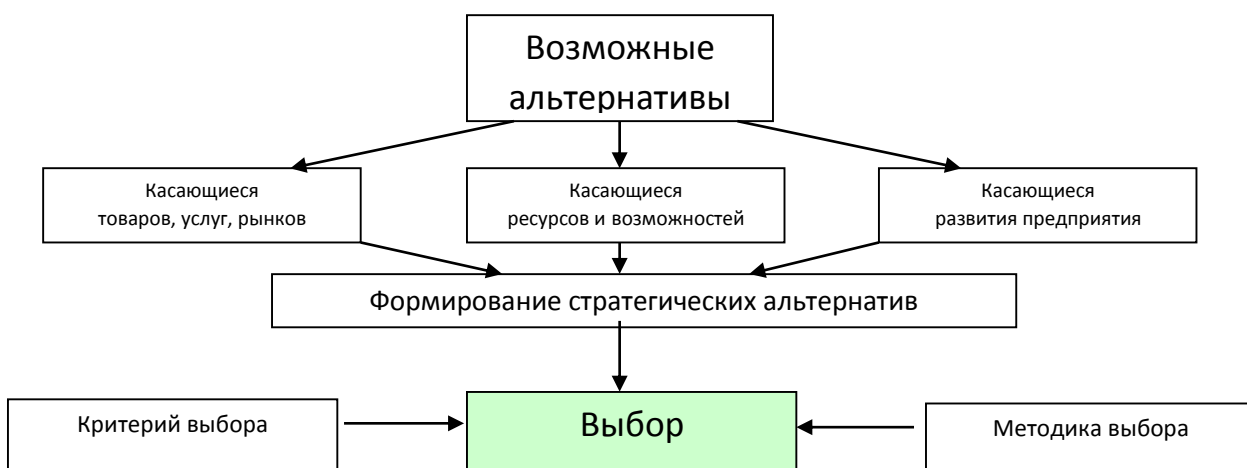 Возможные
альтернативы
Касающиеся
товаров, услуг, рынков
Касающиеся
ресурсов и возможностей
Касающиеся
развития предприятия
Формирование стратегических альтернатив
Критерий выбора
Выбор
Методика выбора